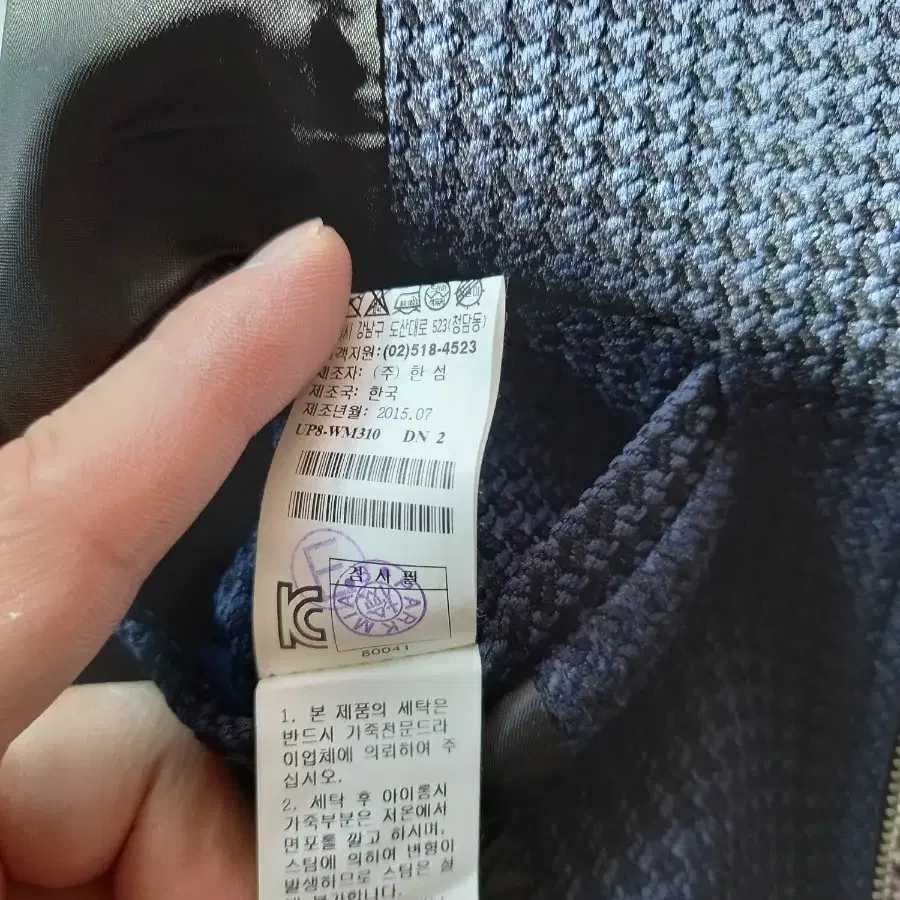 시 강남구 도산대로 523(청담동)
객지원:(02)518-4523
제조자: (주) 한 섬
제조국: 한국
제조년월: 2015.07
UP8-WM310 DN 2
검 사 필
80041
1. 본 제품의 세탁은
반드시 가죽전문드라
이업체에 의뢰하여 주
십시오.
2. 세탁 후 아이롱시
가죽부분은 저온에서
면포를 깔고 하시며,
스팀에 의하여 변형이
발생하므로 스팀은 절